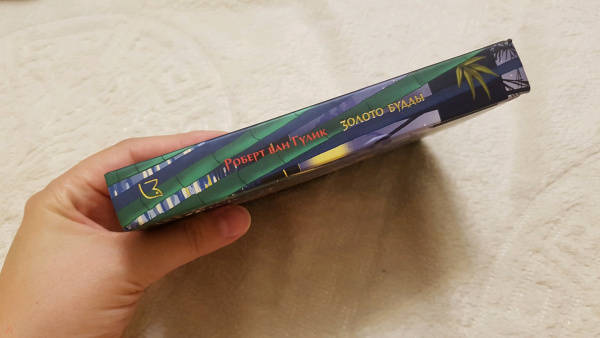 Роберт ван Гулик
Золото Будды